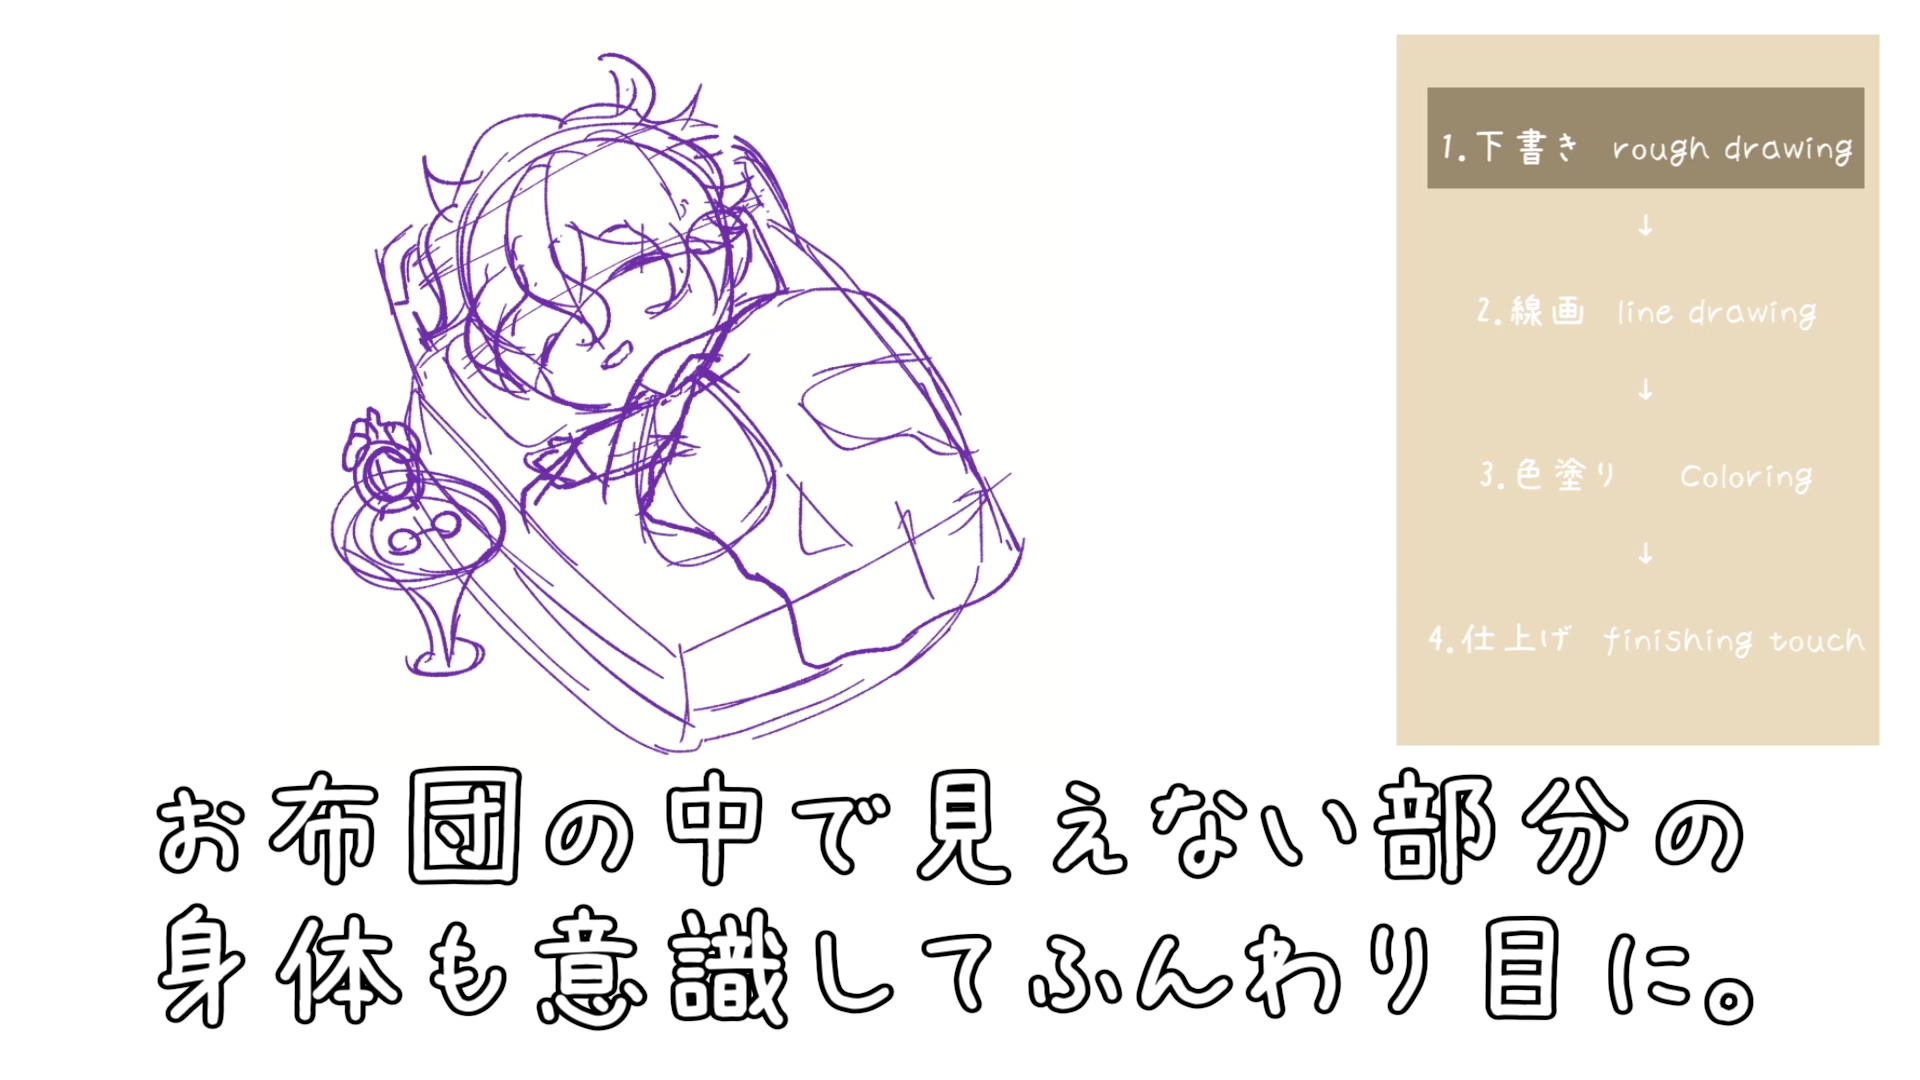 1.下書き rough drawing
↓
2.線画 line drawing
↓
3.色塗り Coloring
↓
4.仕上げ finishing touch
お布団の中で見えない部分の
身体も意識してふんわり目に。